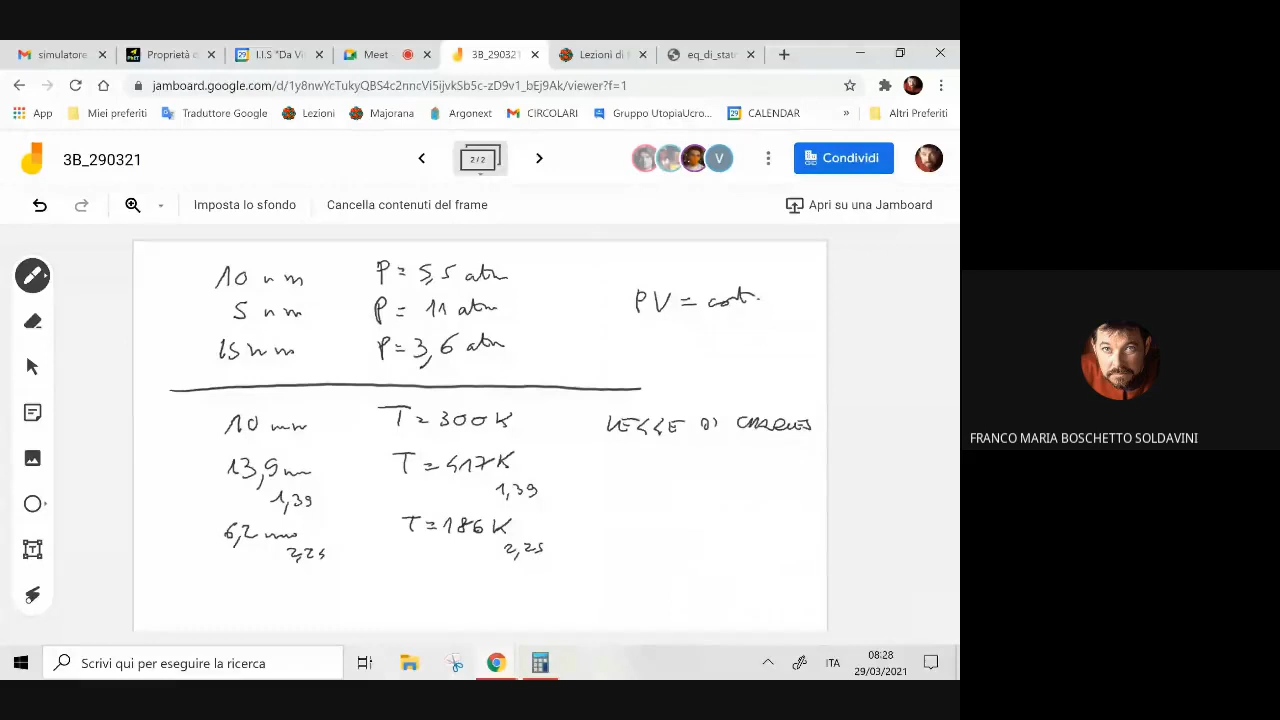 simulatore
Proprietà c
I.I.S "Da Vi
Meet -
3B_290321
Lezioni di f
eq_di_stat
jamboard.google.com/d/1y8nwYcTukyQBS4c2nncVi5ijvkSb5c-zD9v1_bEj9Ak/viewer?f=1
App
Miei preferiti
Traduttore Google
Lezioni
Majorana
Argonext
CIRCOLARI
Gruppo UtopiaUcro...
CALENDAR
»
Altri Preferiti
3B_290321
2/2
V
Condividi
Imposta lo sfondo
Cancella contenuti del frame
Apri su una Jamboard
10 nm P = 5,5 atm
5 nm P = 11 atm
PV = cost.
15 nm P = 3,6 atm
10 nm T = 300 K LEGGE DI CHARLES
13,9 nm T = 417 K
1,39 1,39
6,2 nm T = 186 K
2,25 2,25
FRANCO MARIA BOSCHETTO SOLDAVINI
Scrivi qui per eseguire la ricerca
ITA
08:28
29/03/2021